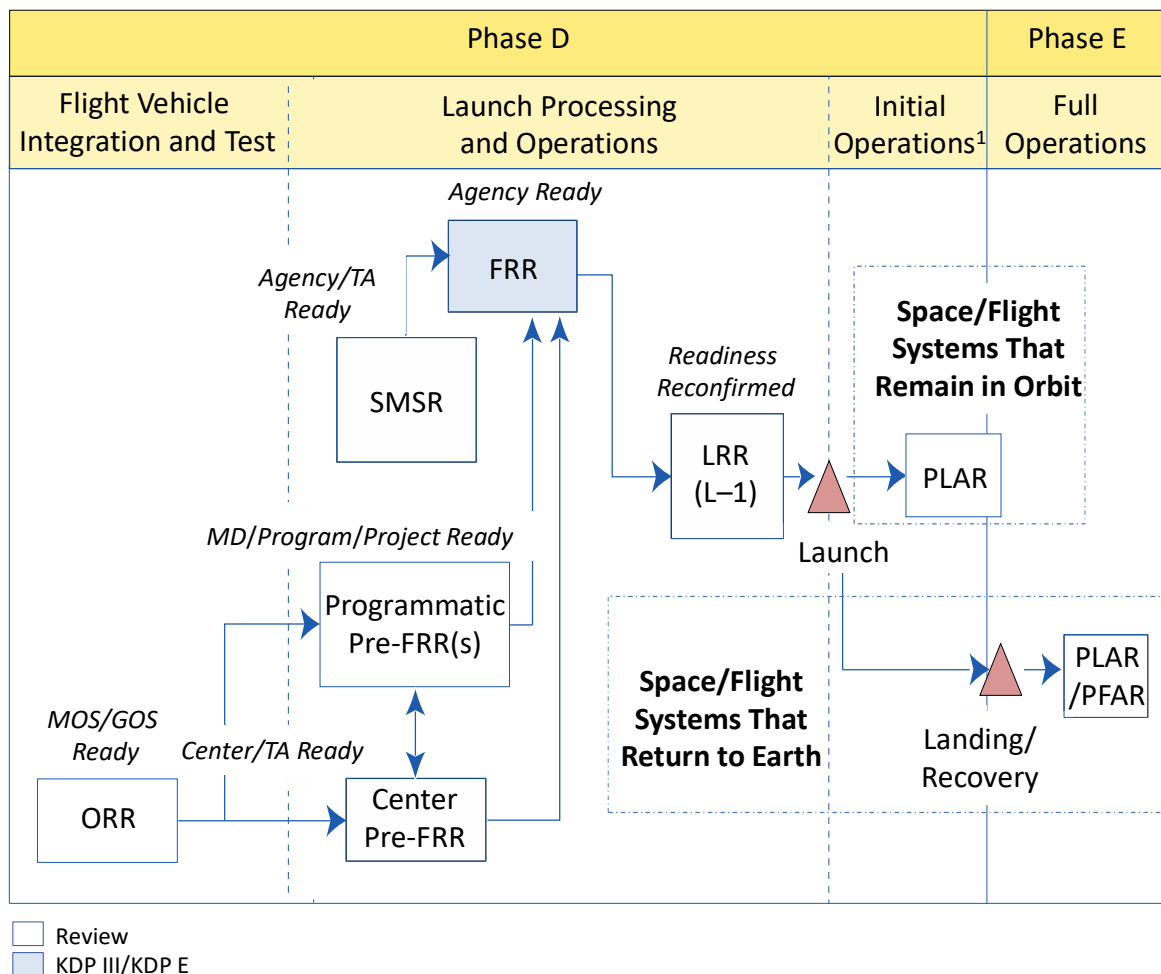 Phase D
Phase E
Flight Vehicle
Integration and Test
Launch Processing
and Operations
Initial
Operations1
Full
Operations
Agency Ready
FRR
Agency/TA
Ready
SMSR
Space/Flight
Systems That
Remain in Orbit
Readiness
Reconfirmed
LRR
(L–1)
PLAR
Launch
MD/Program/Project Ready
Programmatic
Pre-FRR(s)
Space/Flight
Systems That
Return to Earth
PLAR
/PFAR
Landing/
Recovery
MOS/GOS
Ready
Center/TA Ready
ORR
Center
Pre-FRR
Review
KDP III/KDP E